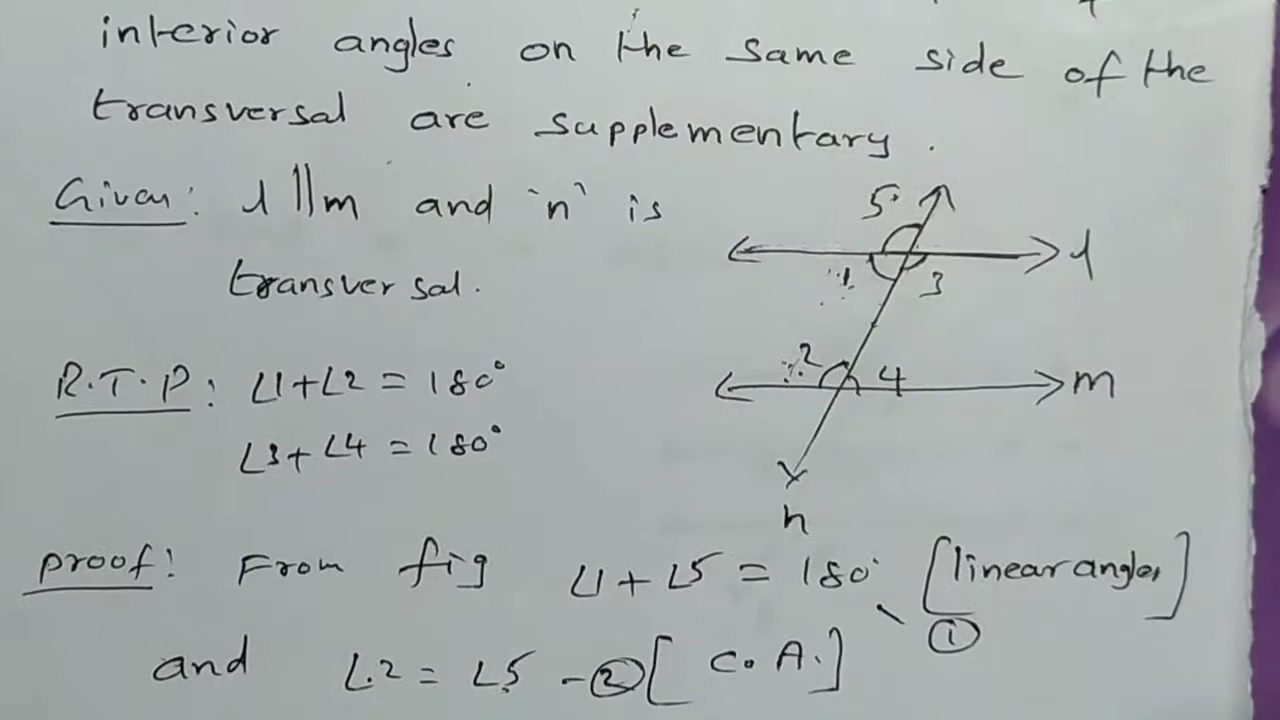 interior angles on the same side of the
transversal are supplementary.
Given: l || m and 'n' is
transversal.
5
l
1
3
R.T.P: ∠1+∠2 = 180°
2
4
m
∠3+∠4 = 180°
n
Proof: From fig ∠1+∠5 = 180° [linear angles]
①
and ∠2 = ∠5 - ② [C.A.]